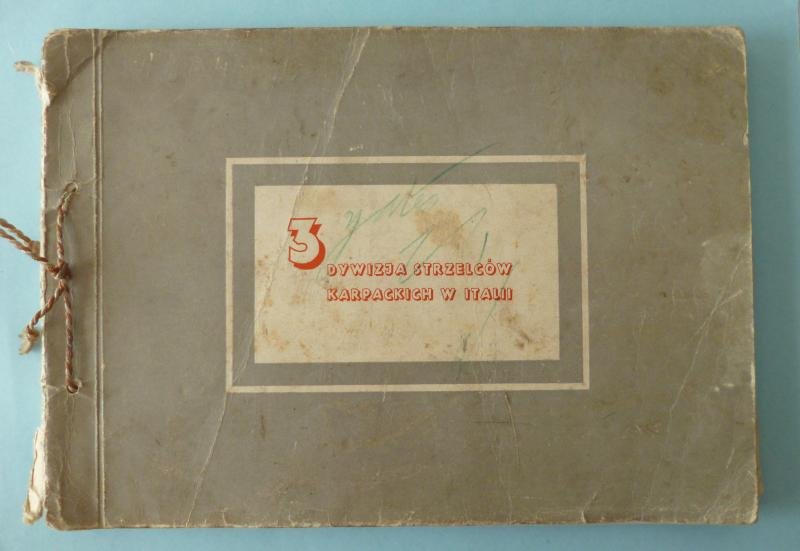 3
DYWIZJA STRZELCÓW
KARPACKICH W ITALII